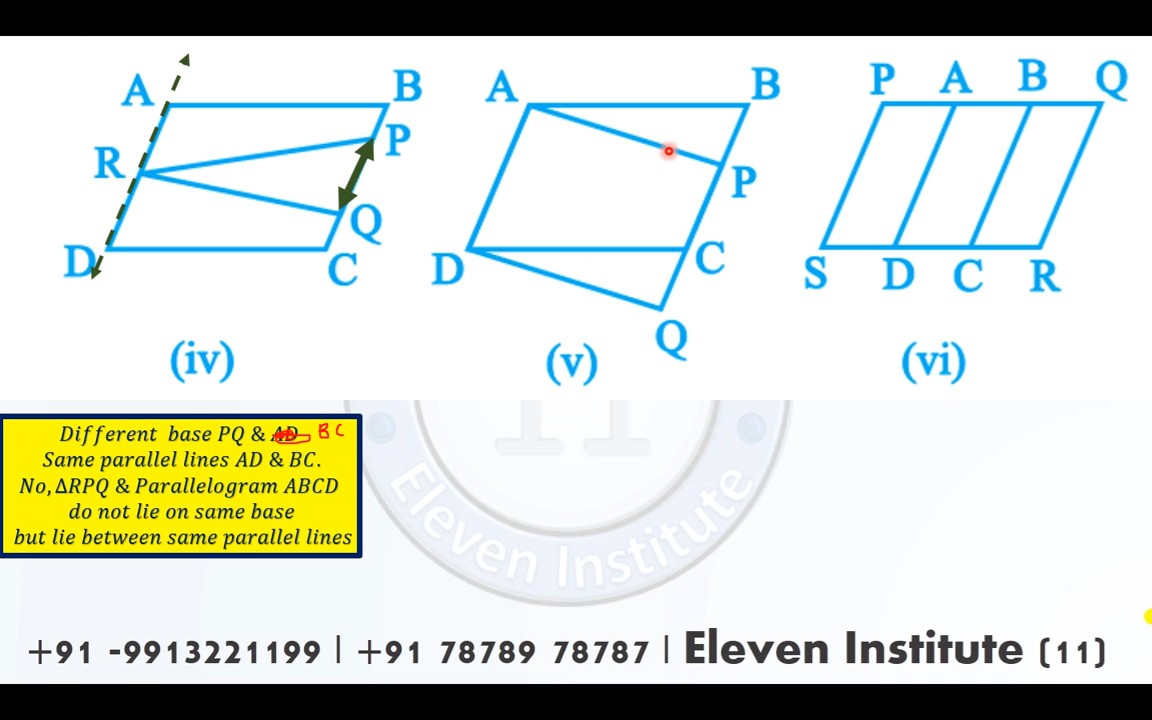 A B P R Q D C
(iv)
A B P C D Q
(v)
P A B Q S D C R
(vi)
Different base PQ & AD BC
Same parallel lines AD & BC.
No, ΔRPQ & Parallelogram ABCD
do not lie on same base
but lie between same parallel lines
11
Eleven Institute
+91 -9913221199 | +91 78789 78787 | Eleven Institute (11)